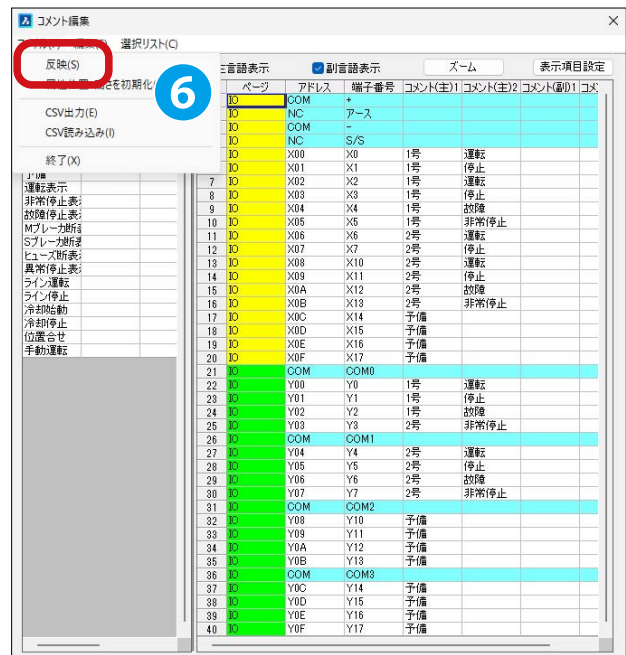 コメント編集
選択リスト(C)
反映(S)
CSV出力(E)
CSV読み込み(I)
終了(X)
6
言語表示 副言語表示 ズーム 表示項目設定
運転表示
非常停止表
故障停止表
Mブレーカ断
Sブレーカ断表
ヒューズ断表
異常停止表
ライン運転
ライン停止
冷却始動
冷却停止
位置合せ
手動運転
ページ アドレス 端子番号 コメント(主)1 コメント(主)2 コメント(副)1 コメ
IO COM +
IO NC アース
IO COM -
IO NC S/S
IO X00 X0 1号 運転
IO X01 X1 1号 停止
7 IO X02 X2 1号 運転
8 IO X03 X3 1号 停止
9 IO X04 X4 1号 故障
10 IO X05 X5 1号 非常停止
11 IO X06 X6 2号 運転
12 IO X07 X7 2号 停止
13 IO X08 X10 2号 運転
14 IO X09 X11 2号 停止
15 IO X0A X12 2号 故障
16 IO X0B X13 2号 非常停止
17 IO X0C X14 予備
18 IO X0D X15 予備
19 IO X0E X16 予備
20 IO X0F X17 予備
21 IO COM COM0
22 IO Y00 Y0 1号 運転
23 IO Y01 Y1 1号 停止
24 IO Y02 Y2 1号 故障
25 IO Y03 Y3 2号 非常停止
26 IO COM COM1
27 IO Y04 Y4 2号 運転
28 IO Y05 Y5 2号 停止
29 IO Y06 Y6 2号 故障
30 IO Y07 Y7 2号 非常停止
31 IO COM COM2
32 IO Y08 Y10 予備
33 IO Y09 Y11 予備
34 IO Y0A Y12 予備
35 IO Y0B Y13 予備
36 IO COM COM3
37 IO Y0C Y14 予備
38 IO Y0D Y15 予備
39 IO Y0E Y16 予備
40 IO Y0F Y17 予備